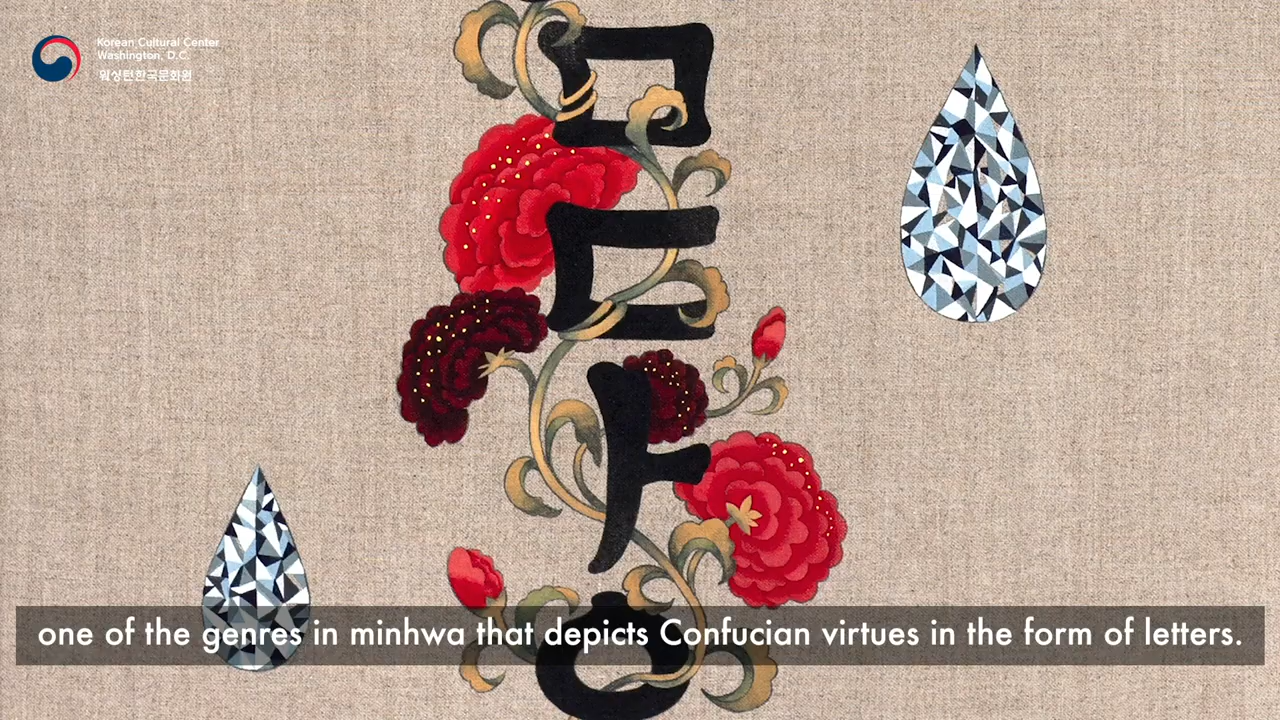 Korean Cultural Center
Washington, D.C.
워싱턴한국문화원
ㅁ
ㄷ
ㅏ
ㅇ
one of the genres in minhwa that depicts Confucian virtues in the form of letters.